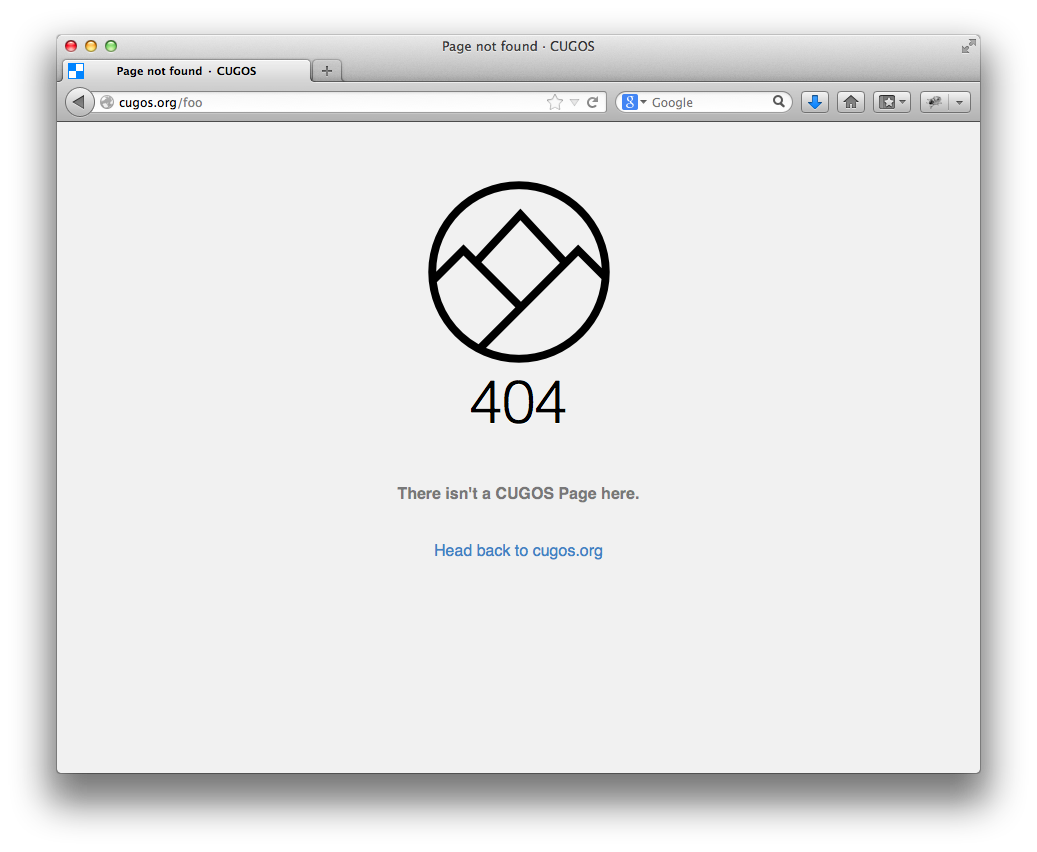 Page not found · CUGOS
Page not found · CUGOS
cugos.org/foo
8
Google
404
There isn't a CUGOS Page here.
Head back to cugos.org